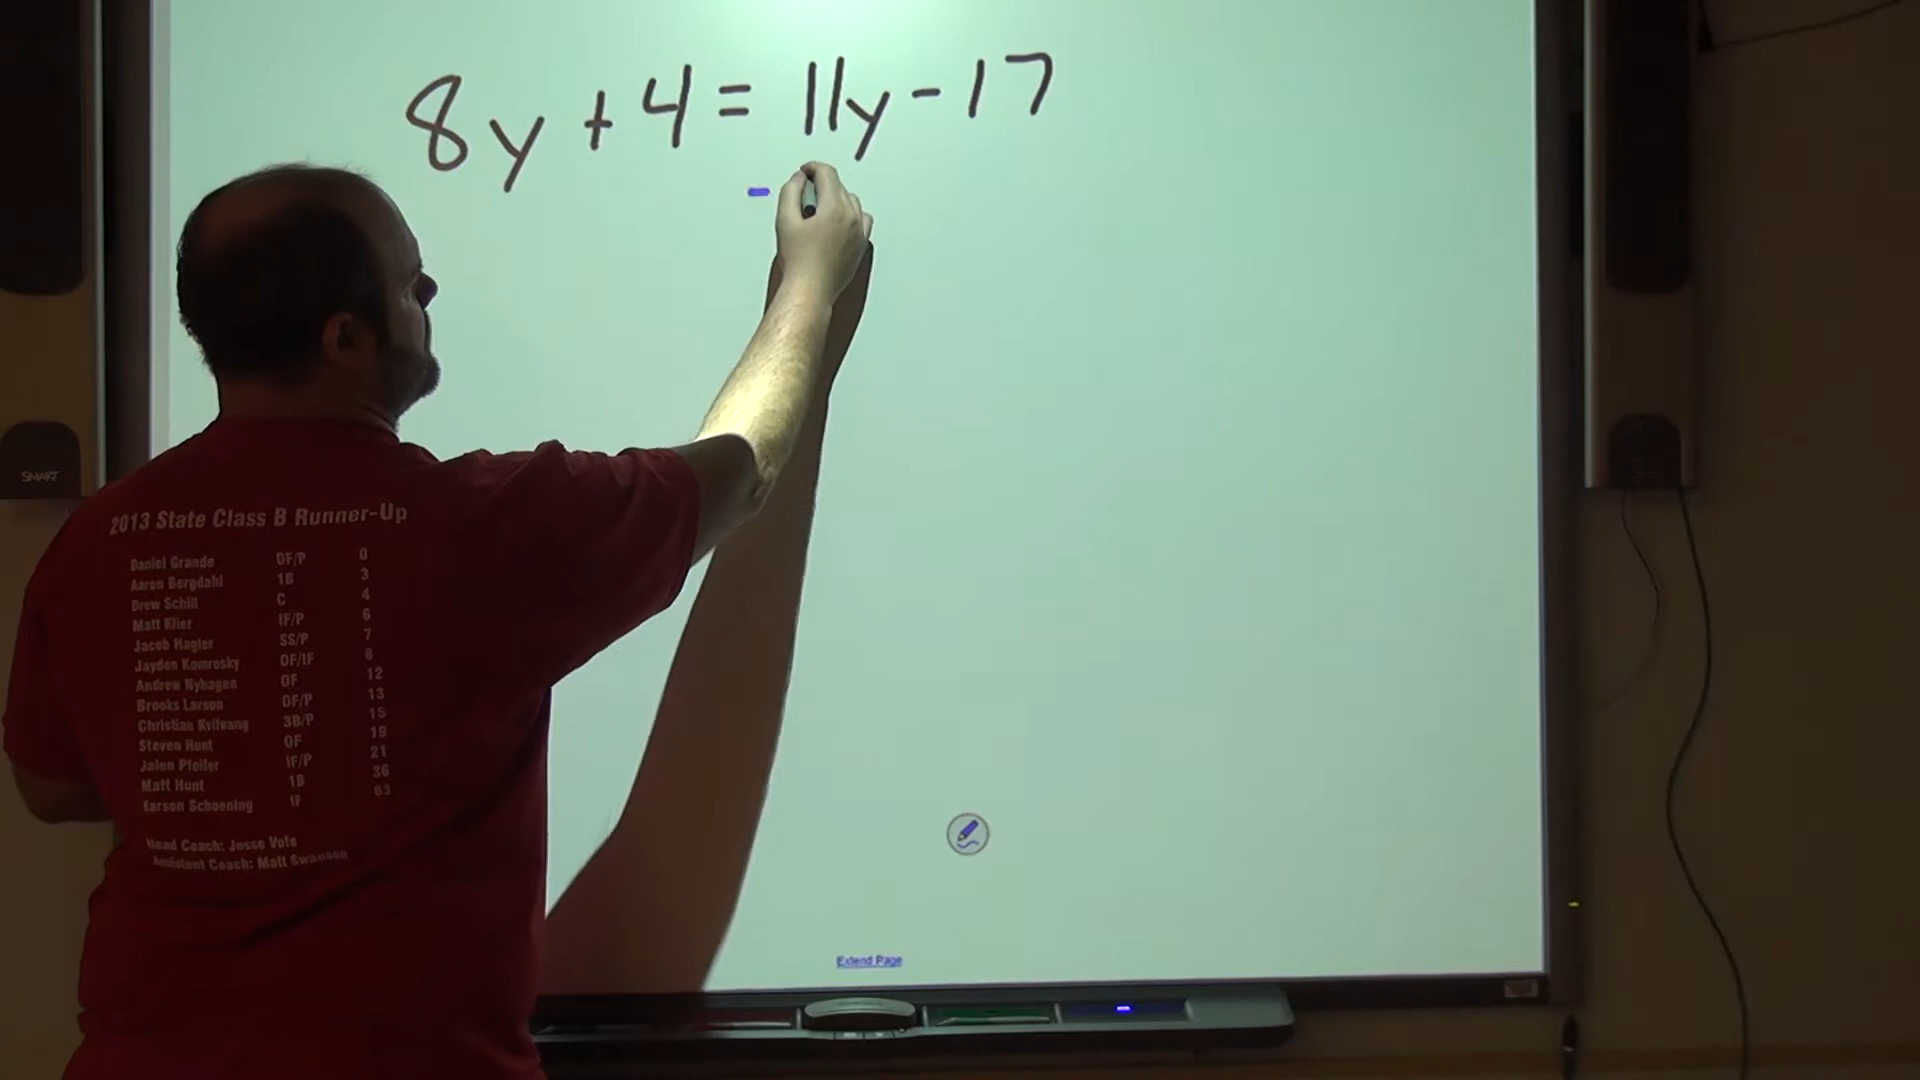 8y + 4 = 11y - 17
-
SMART
2013 State Class B Runner-Up
Daniel Grande OF/P 0
Aaron Bergdahl 1B 3
Drew Schill C 4
Matt Klier IF/P 6
Jacob Hagler SS/P 7
Jayden Komrosky OF/IF 8
Andrew Nyhagen OF 12
Brooks Larson OF/P 13
Christian Kvilvang 3B/P 15
Steven Hunt OF 19
Jalen Pfeifer IF/P 21
Matt Hunt 1B 36
Karson Schoening IF 63
Head Coach: Jesse Vote
Assistant Coach: Matt Swanson
Extend Page